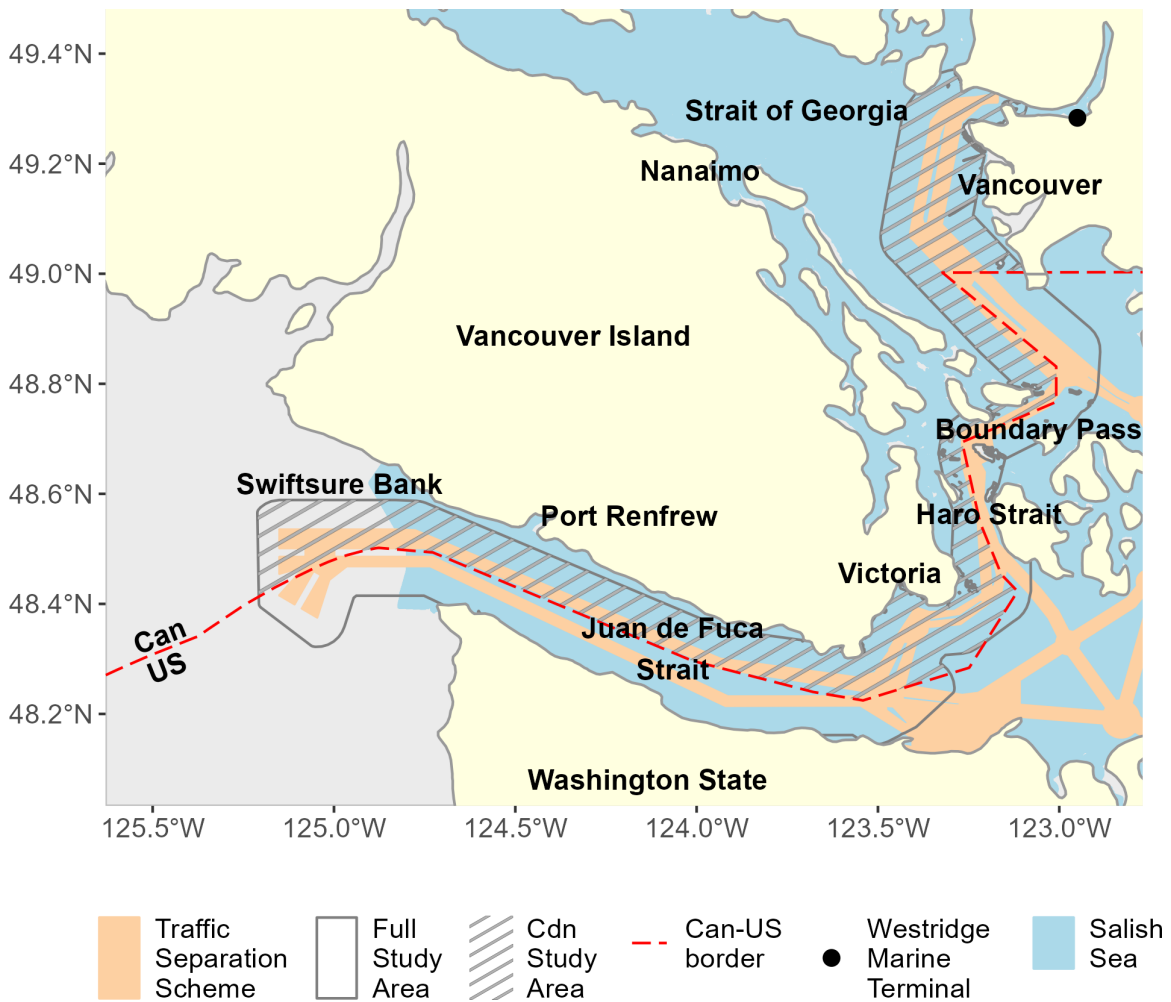 49.4°N
Strait of Georgia
49.2°N
Nanaimo
Vancouver
49.0°N
Vancouver Island
48.8°N
Boundary Pass
Swiftsure Bank
48.6°N
Port Renfrew
Haro Strait
Victoria
48.4°N
Can
US
Juan de Fuca
Strait
48.2°N
Washington State
125.5°W
125.0°W
124.5°W
124.0°W
123.5°W
123.0°W
Traffic
Separation
Scheme
Full
Study
Area
Cdn
Study
Area
Can-US
border
Westridge
Marine
Terminal
Salish
Sea